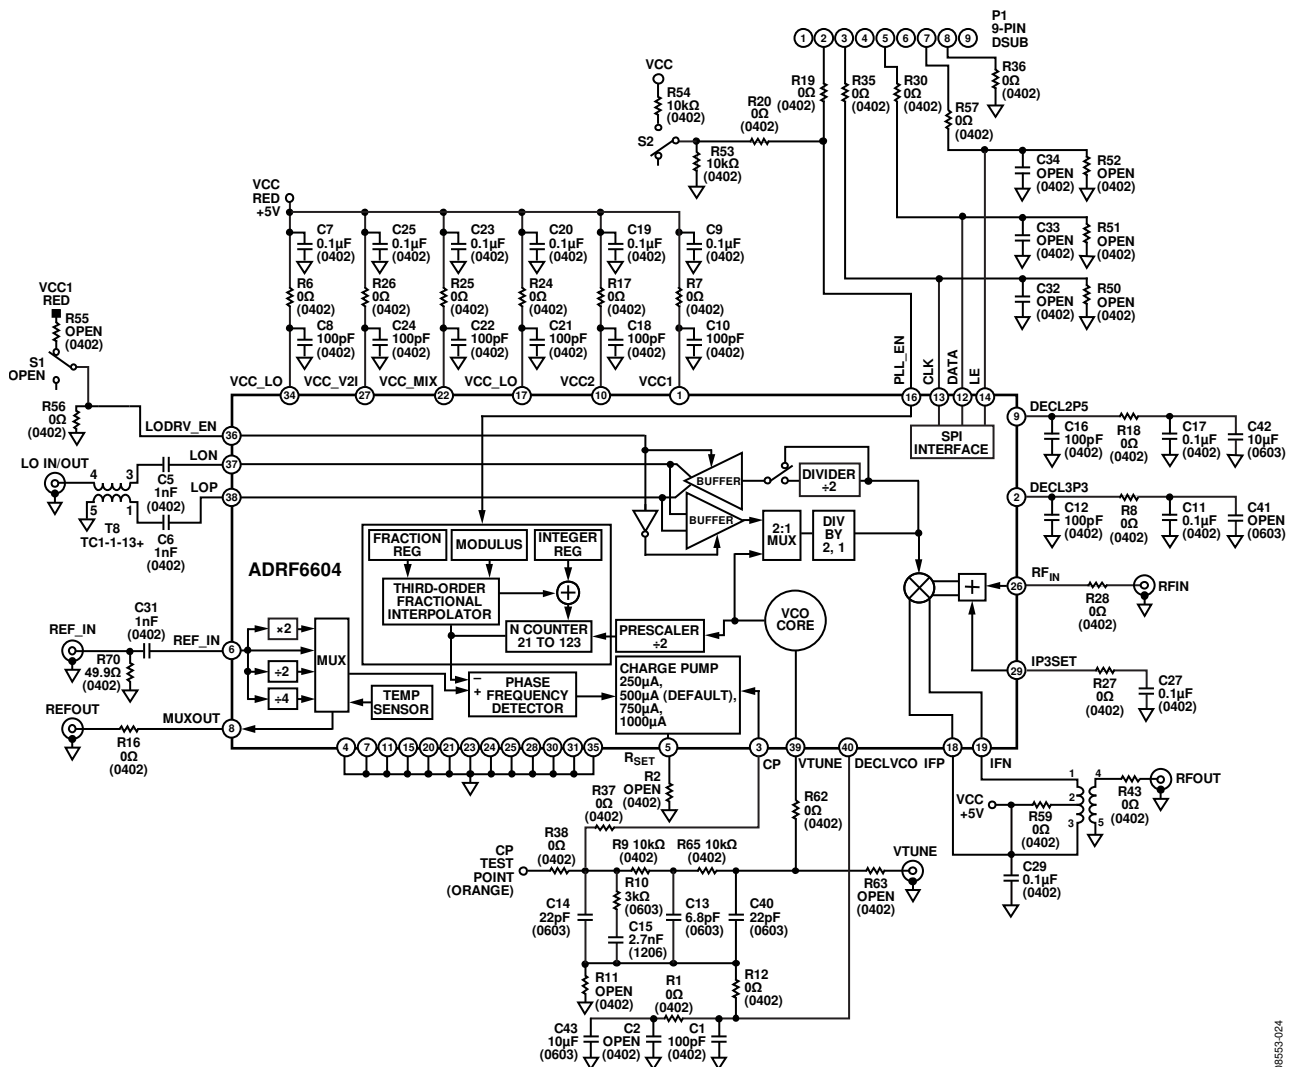 P1
9-PIN
DSUB
1 2 3 4 5 6 7 8 9
R36
0Ω
(0402)
R19
0Ω
(0402)
R35
0Ω
(0402)
R30
0Ω
(0402)
R57
0Ω
(0402)
VCC
R54
10kΩ
(0402)
R20
0Ω
(0402)
S2
R53
10kΩ
(0402)
C34
OPEN
(0402)
R52
OPEN
(0402)
C33
OPEN
(0402)
R51
OPEN
(0402)
C32
OPEN
(0402)
R50
OPEN
(0402)
VCC
RED
+5V
C7
0.1µF
(0402)
C25
0.1µF
(0402)
C23
0.1µF
(0402)
C20
0.1µF
(0402)
C19
0.1µF
(0402)
C9
0.1µF
(0402)
R6
0Ω
(0402)
R26
0Ω
(0402)
R25
0Ω
(0402)
R24
0Ω
(0402)
R17
0Ω
(0402)
R7
0Ω
(0402)
C8
100pF
(0402)
C24
100pF
(0402)
C22
100pF
(0402)
C21
100pF
(0402)
C18
100pF
(0402)
C10
100pF
(0402)
VCC1
RED
R55
OPEN
(0402)
S1
OPEN
R56
0Ω
(0402)
VCC_LO
34
VCC_V2I
27
VCC_MIX
22
VCC_LO
17
VCC2
10
VCC1
1
PLL_EN
16
CLK
13
DATA
12
LE
14
SPI
INTERFACE
LODRV_EN
36
LO IN/OUT
4
3
5
1
T8
TC1-1-13+
C5
1nF
(0402)
C6
1nF
(0402)
LON
37
LOP
38
9
DECL2P5
C16
100pF
(0402)
R18
0Ω
(0402)
C17
0.1µF
(0402)
C42
10µF
(0603)
2
DECL3P3
C12
100pF
(0402)
R8
0Ω
(0402)
C11
0.1µF
(0402)
C41
OPEN
(0603)
BUFFER
BUFFER
DIVIDER
÷2
2:1
MUX
DIV
BY
2, 1
ADRF6604
FRACTION
REG
MODULUS
INTEGER
REG
THIRD-ORDER
FRACTIONAL
INTERPOLATOR
+
N COUNTER
21 TO 123
PRESCALER
÷2
VCO
CORE
+
26
RFIN
R28
0Ω
(0402)
RFIN
29
IP3SET
R27
0Ω
(0402)
C27
0.1µF
(0402)
REF_IN
C31
1nF
(0402)
R70
49.9Ω
(0402)
REF_IN
6
×2
÷2
÷4
MUX
TEMP
SENSOR
−
+
PHASE
FREQUENCY
DETECTOR
CHARGE PUMP
250µA,
500µA (DEFAULT),
750µA,
1000µA
REFOUT
R16
0Ω
(0402)
MUXOUT
8
4 7 11 15 20 21 23 24 25 28 30 31 35
RSET
5
3
CP
39
VTUNE
40
DECLVCO
IFP
18
19
IFN
R2
OPEN
(0402)
R37
0Ω
(0402)
R62
0Ω
(0402)
VCC
+5V
R59
0Ω
(0402)
1
2
3
4
5
R43
0Ω
(0402)
RFOUT
C29
0.1µF
(0402)
CP
TEST
POINT
(ORANGE)
R38
0Ω
(0402)
R9 10kΩ
(0402)
R65 10kΩ
(0402)
R63
OPEN
(0402)
VTUNE
C14
22pF
(0603)
R10
3kΩ
(0603)
C15
2.7nF
(1206)
C13
6.8pF
(0603)
C40
22pF
(0603)
R11
OPEN
(0402)
R1
0Ω
(0402)
R12
0Ω
(0402)
C43
10µF
(0603)
C2
OPEN
(0402)
C1
100pF
(0402)
08553-024